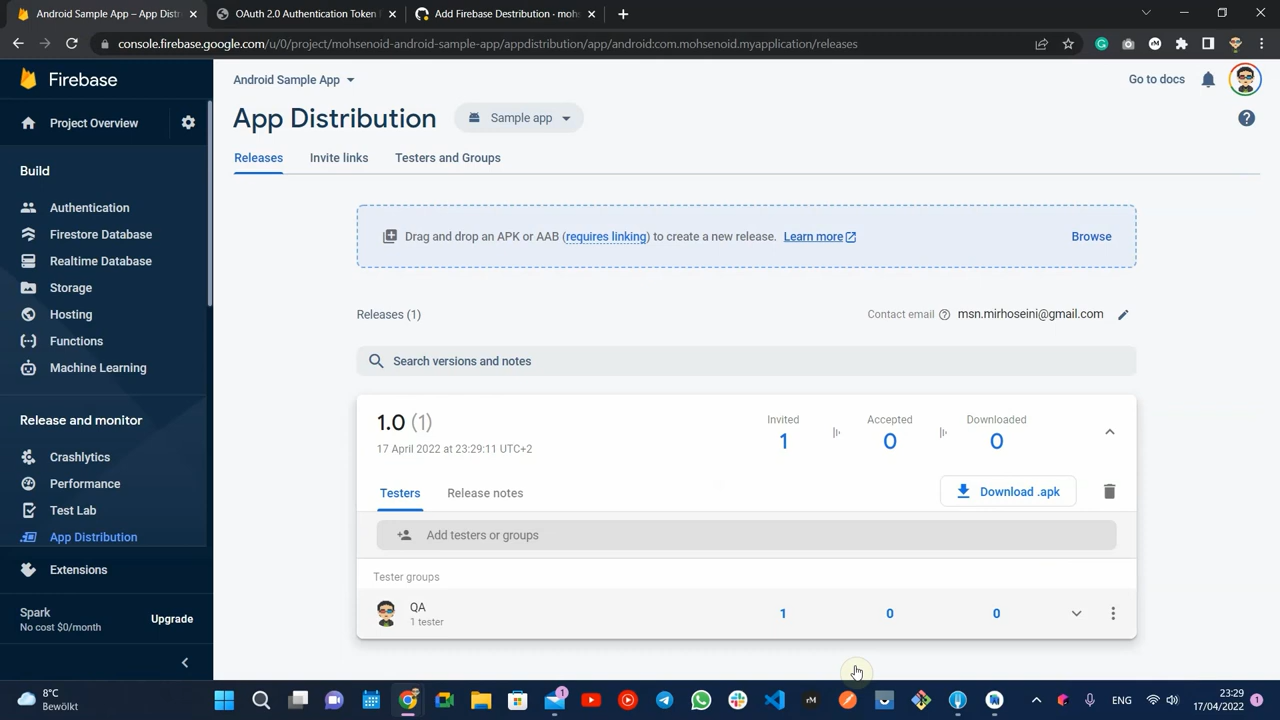 Android Sample App – App Distri
OAuth 2.0 Authentication Token
Add Firebase Destribution · mohs
console.firebase.google.com/u/0/project/mohsenoid-android-sample-app/appdistribution/app/android:com.mohsenoid.myapplication/releases
Firebase
Android Sample App
Go to docs
Project Overview
App Distribution
Sample app
Build
Releases
Invite links
Testers and Groups
Authentication
Firestore Database
Realtime Database
Storage
Hosting
Functions
Machine Learning
Drag and drop an APK or AAB (requires linking) to create a new release. Learn more
Browse
Releases (1)
Contact email
msn.mirhoseini@gmail.com
Search versions and notes
Release and monitor
Crashlytics
Performance
Test Lab
App Distribution
Extensions
Spark
No cost $0/month
Upgrade
1.0 (1)
17 April 2022 at 23:29:11 UTC+2
Invited
1
Accepted
0
Downloaded
0
Testers
Release notes
Download .apk
Add testers or groups
Tester groups
QA
1 tester
1
0
0
8°C
Bewölkt
1
rM
ENG
23:29
17/04/2022
1